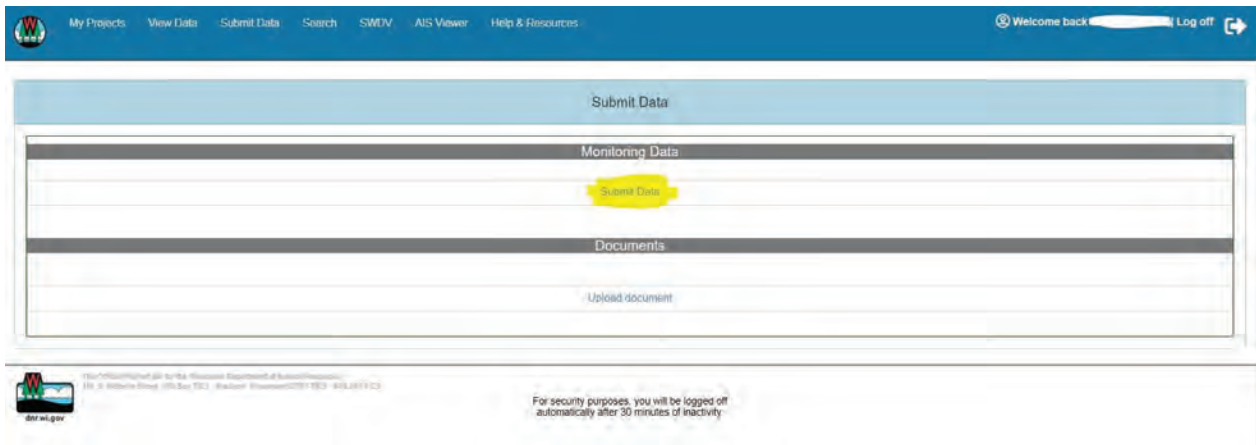 My Projects View Data Submit Data Search SWDV AIS Viewer Help & Resources Welcome back Log off
Submit Data
Monitoring Data
Submit Data
Documents
Upload document
dnr.wi.gov
For security purposes, you will be logged off
automatically after 30 minutes of inactivity